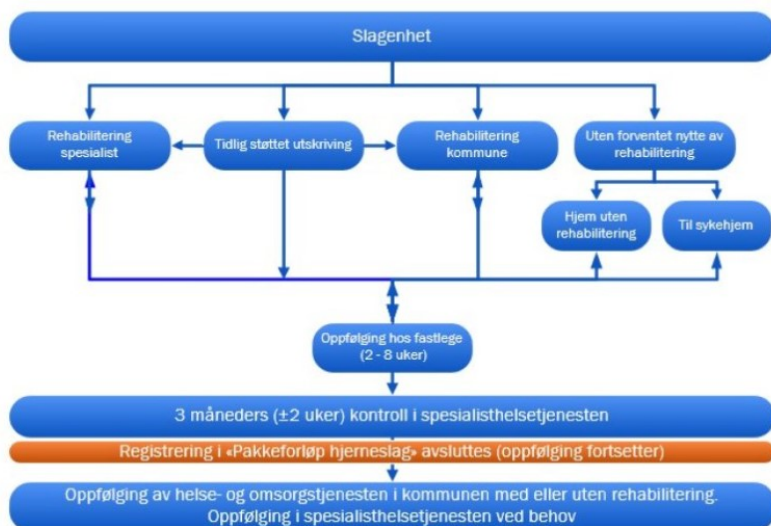 Slagenhet
Rehabilitering
spesialist
Tidlig støttet utskriving
Rehabilitering
kommune
Uten forventet nytte av
rehabilitering
Hjem uten
rehabilitering
Til sykehjem
Oppfølging hos fastlege
(2 - 8 uker)
3 måneders (±2 uker) kontroll i spesialisthelsetjenesten
Registrering i «Pakkeforløp hjerneslag» avsluttes (oppfølging fortsetter)
Oppfølging av helse- og omsorgstjenesten i kommunen med eller uten rehabilitering.
Oppfølging i spesialisthelsetjenesten ved behov